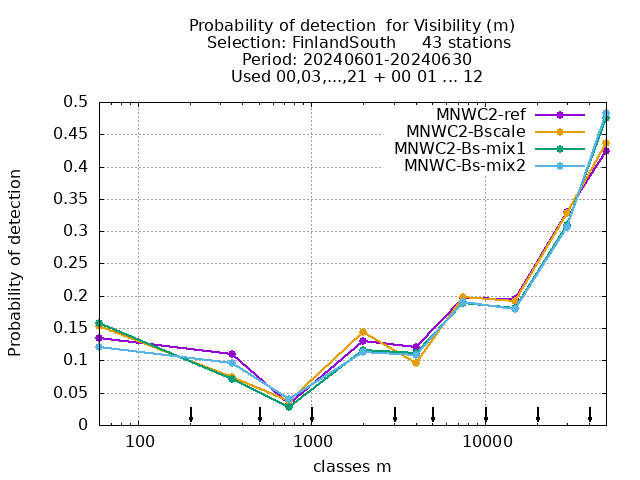 Probability of detection  for Visibility (m)
Selection: FinlandSouth     43 stations
Period: 20240601-20240630
Used 00,03,...,21 + 00 01 ... 12
MNWC2-ref
MNWC2-Bscale
MNWC2-Bs-mix1
MNWC-Bs-mix2
0.5
0.45
0.4
0.35
0.3
0.25
0.2
0.15
0.1
0.05
0
Probability of detection
100 1000 10000
classes m